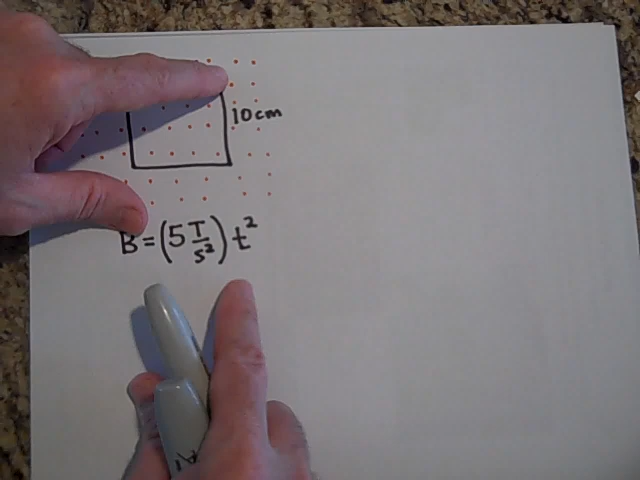 10cm
B = (5 T/s²) t²